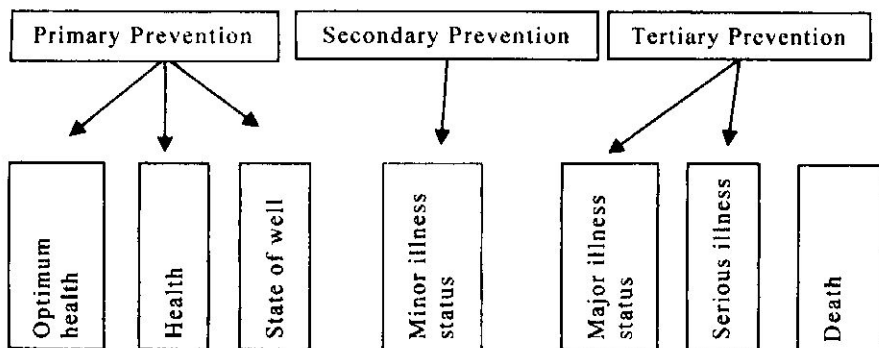 Primary Prevention
Secondary Prevention
Tertiary Prevention
Optimum
health
Health
State of well
Minor illness
status
Major illness
status
Serious illness
Death